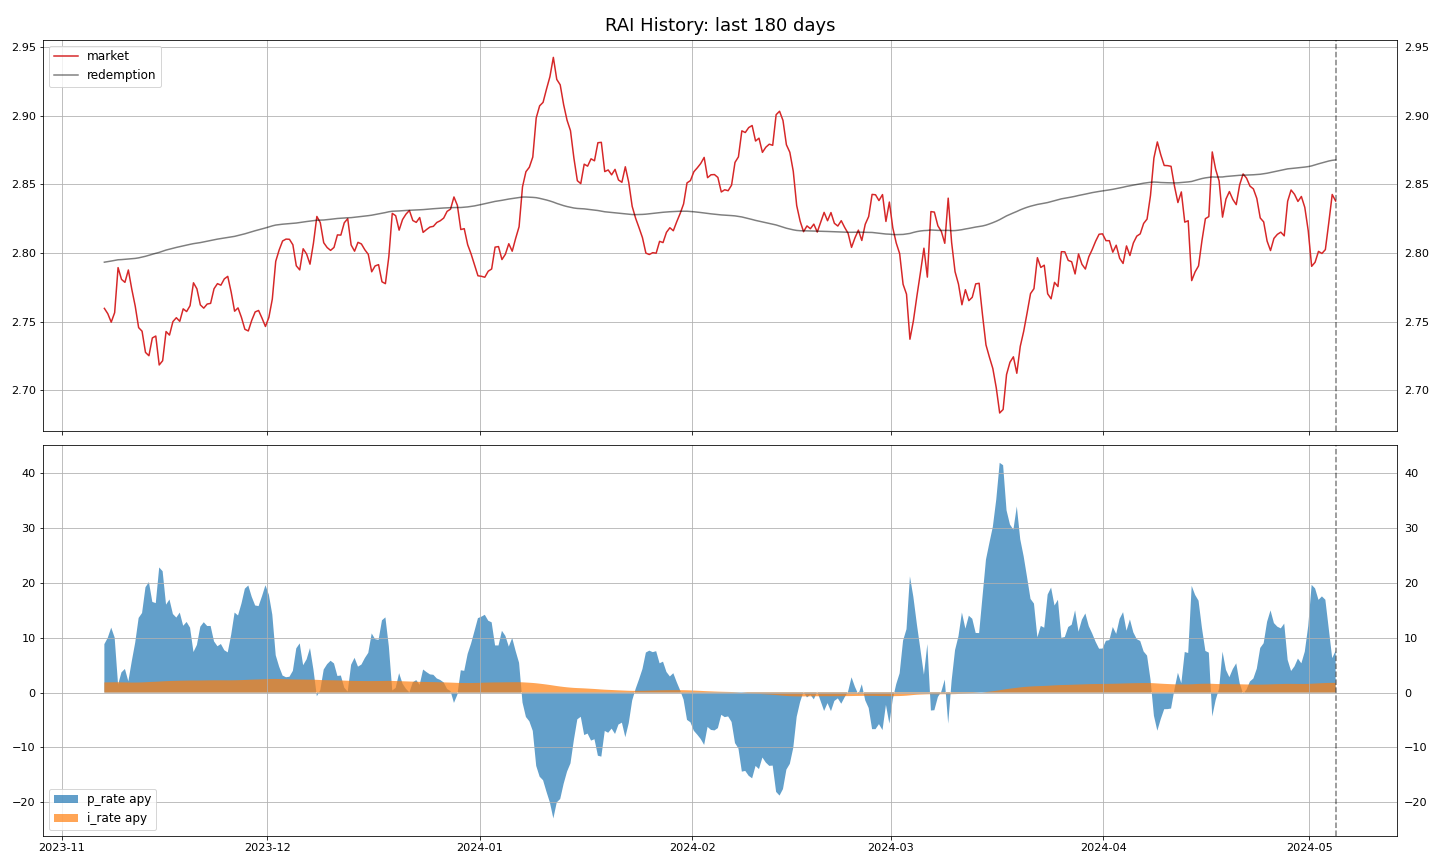 RAI History: last 180 days
market
redemption
2.95 2.95
2.90 2.90
2.85 2.85
2.80 2.80
2.75 2.75
2.70 2.70
40 40
30 30
20 20
10 10
0 0
−10 −10
−20 −20
p_rate apy
i_rate apy
2023-11 2023-12 2024-01 2024-02 2024-03 2024-04 2024-05